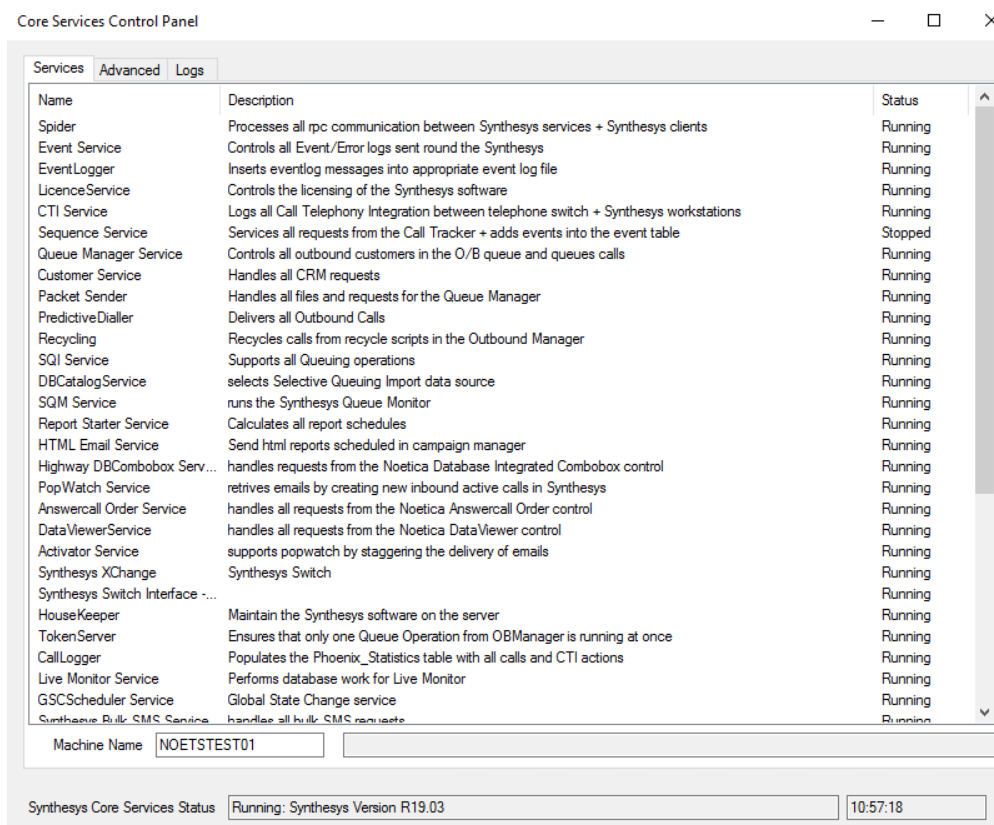 Core Services Control Panel
Services Advanced Logs
Name Description Status
Spider Processes all rpc communication between Synthesys services + Synthesys clients Running
Event Service Controls all Event/Error logs sent round the Synthesys Running
EventLogger Inserts eventlog messages into appropriate event log file Running
LicenceService Controls the licensing of the Synthesys software Running
CTI Service Logs all Call Telephony Integration between telephone switch + Synthesys workstations Running
Sequence Service Services all requests from the Call Tracker + adds events into the event table Stopped
Queue Manager Service Controls all outbound customers in the O/B queue and queues calls Running
Customer Service Handles all CRM requests Running
Packet Sender Handles all files and requests for the Queue Manager Running
PredictiveDialler Delivers all Outbound Calls Running
Recycling Recycles calls from recycle scripts in the Outbound Manager Running
SQI Service Supports all Queuing operations Running
DBCatalogService selects Selective Queuing Import data source Running
SQM Service runs the Synthesys Queue Monitor Running
Report Starter Service Calculates all report schedules Running
HTML Email Service Send html reports scheduled in campaign manager Running
Highway DBCombobox Serv... handles requests from the Noetica Database Integrated Combobox control Running
PopWatch Service retrives emails by creating new inbound active calls in Synthesys Running
Answercall Order Service handles all requests from the Noetica Answercall Order control Running
DataViewerService handles all requests from the Noetica DataViewer control Running
Activator Service supports popwatch by staggering the delivery of emails Running
Synthesys XChange Synthesys Switch Running
Synthesys Switch Interface -... Running
HouseKeeper Maintain the Synthesys software on the server Running
TokenServer Ensures that only one Queue Operation from OBManager is running at once Running
CallLogger Populates the Phoenix_Statistics table with all calls and CTI actions Running
Live Monitor Service Performs database work for Live Monitor Running
GSCScheduler Service Global State Change service Running
Synthesys Bulk SMS Service handles all bulk SMS requests Running
Machine Name NOETSTEST01
Synthesys Core Services Status Running: Synthesys Version R19.03 10:57:18